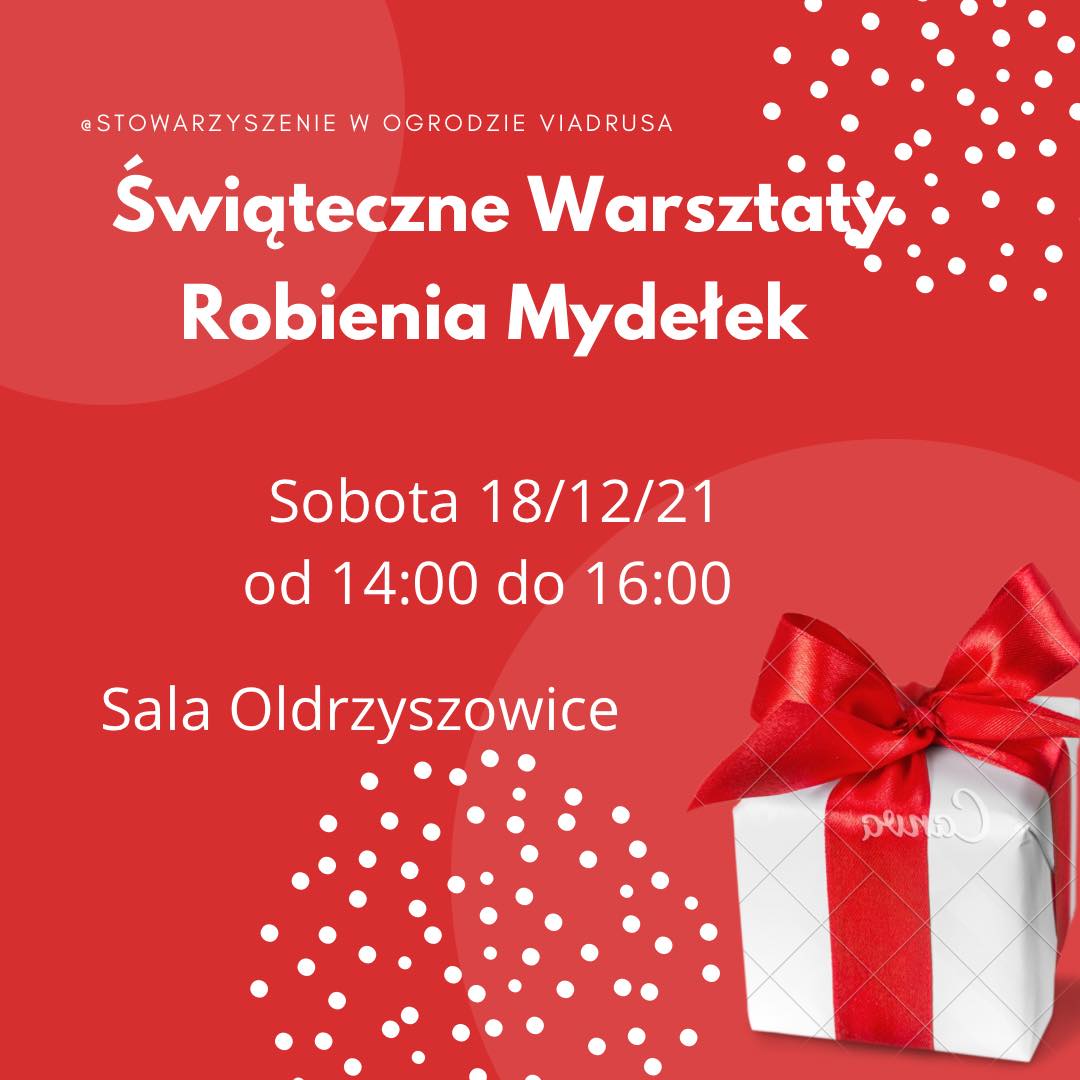 @STOWARZYSZENIE W OGRODZIE VIADRUSA
Świąteczne Warsztaty
Robienia Mydełek
Sobota 18/12/21
od 14:00 do 16:00
Sala Oldrzyszowice
Canva